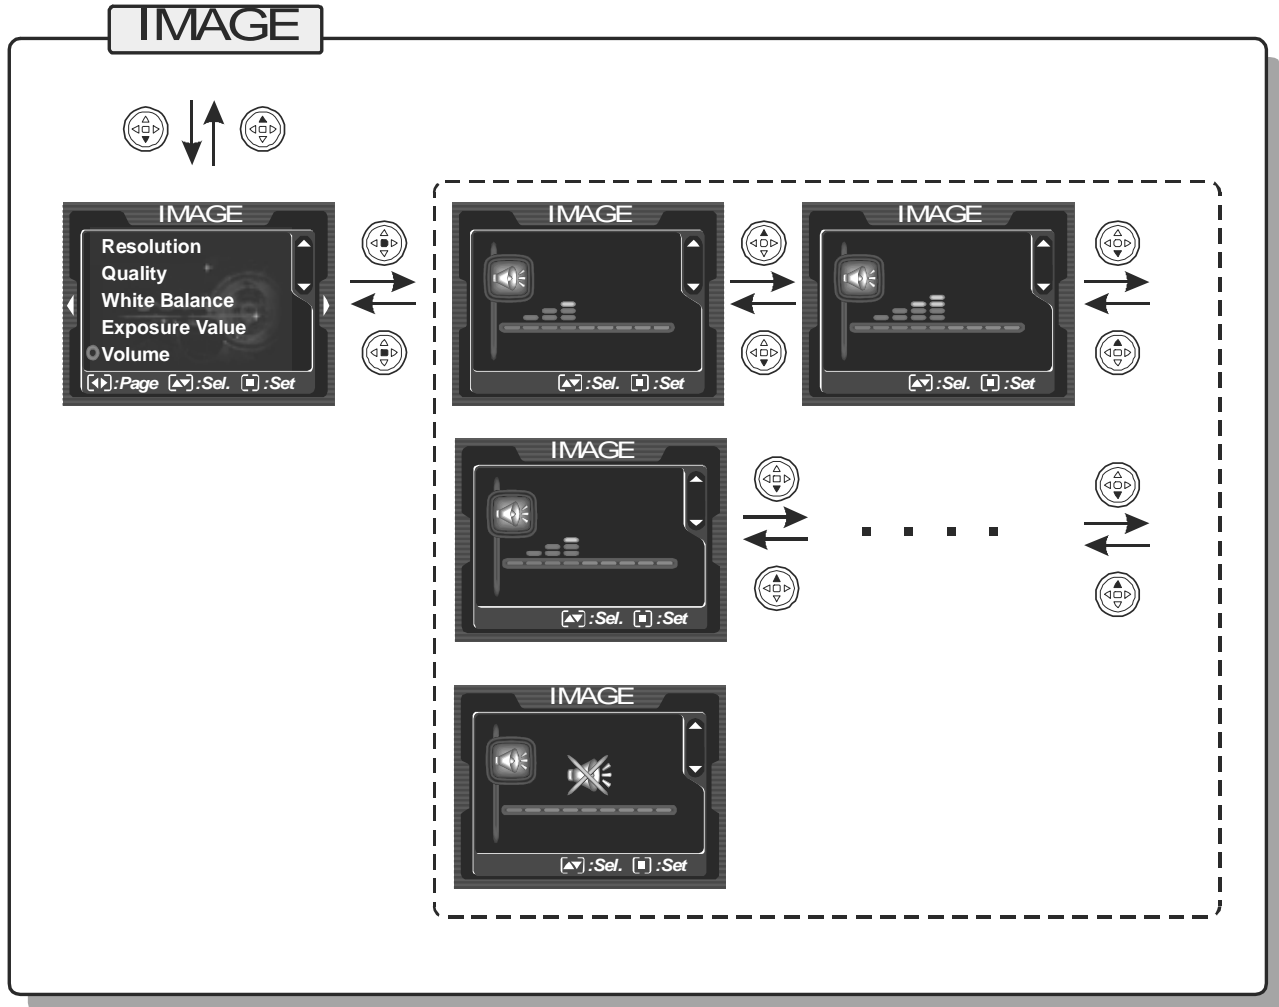 IMAGE
IMAGE
Resolution
Quality
White Balance
Exposure Value
Volume
:Page :Sel. :Set
IMAGE
:Sel. :Set
IMAGE
:Sel. :Set
IMAGE
:Sel. :Set
IMAGE
:Sel. :Set